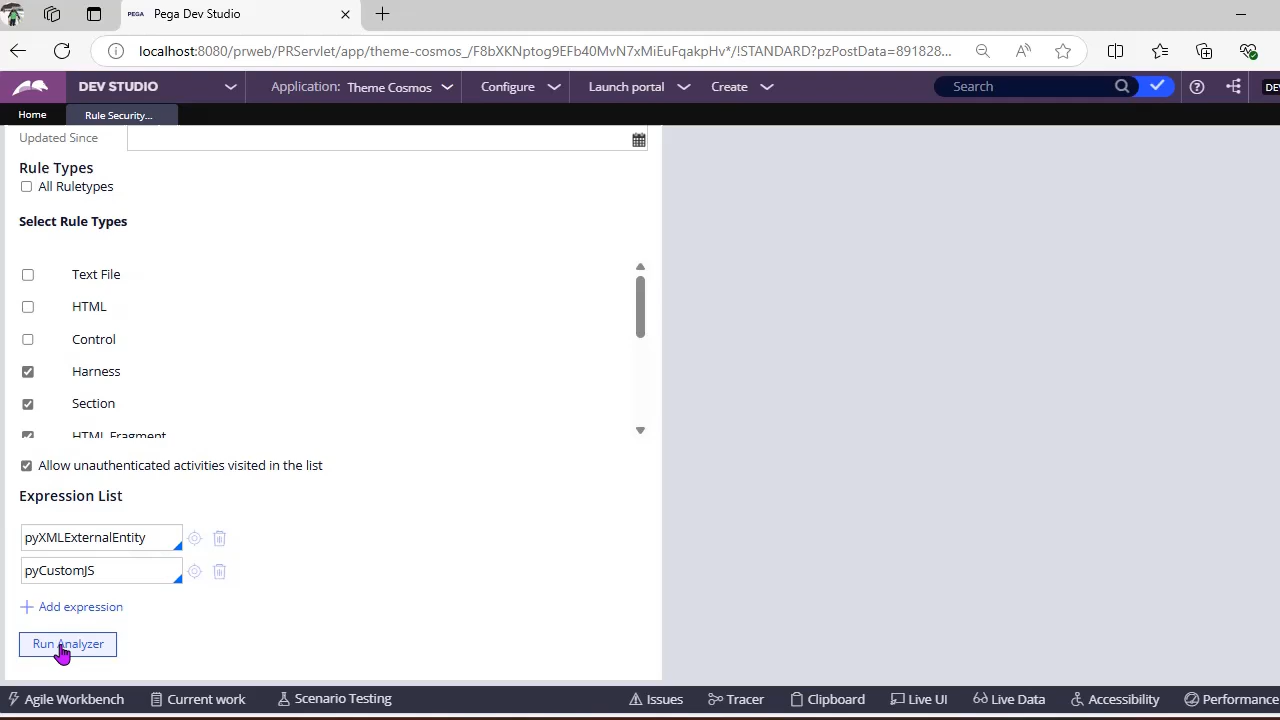 PEGA Pega Dev Studio
localhost:8080/prweb/PRServlet/app/theme-cosmos_/F8bXKNptog9EFb40MvN7xMiEuFqakpHv*/!STANDARD?pzPostData=891828...
DEV STUDIO Application: Theme Cosmos Configure Launch portal Create Search DE
Home Rule Security...
Updated Since
Rule Types
All Ruletypes
Select Rule Types
Text File
HTML
Control
Harness
Section
HTML Fragment
Allow unauthenticated activities visited in the list
Expression List
pyXMLExternalEntity
pyCustomJS
Add expression
Run Analyzer
Agile Workbench Current work Scenario Testing Issues Tracer Clipboard Live UI Live Data Accessibility Performance